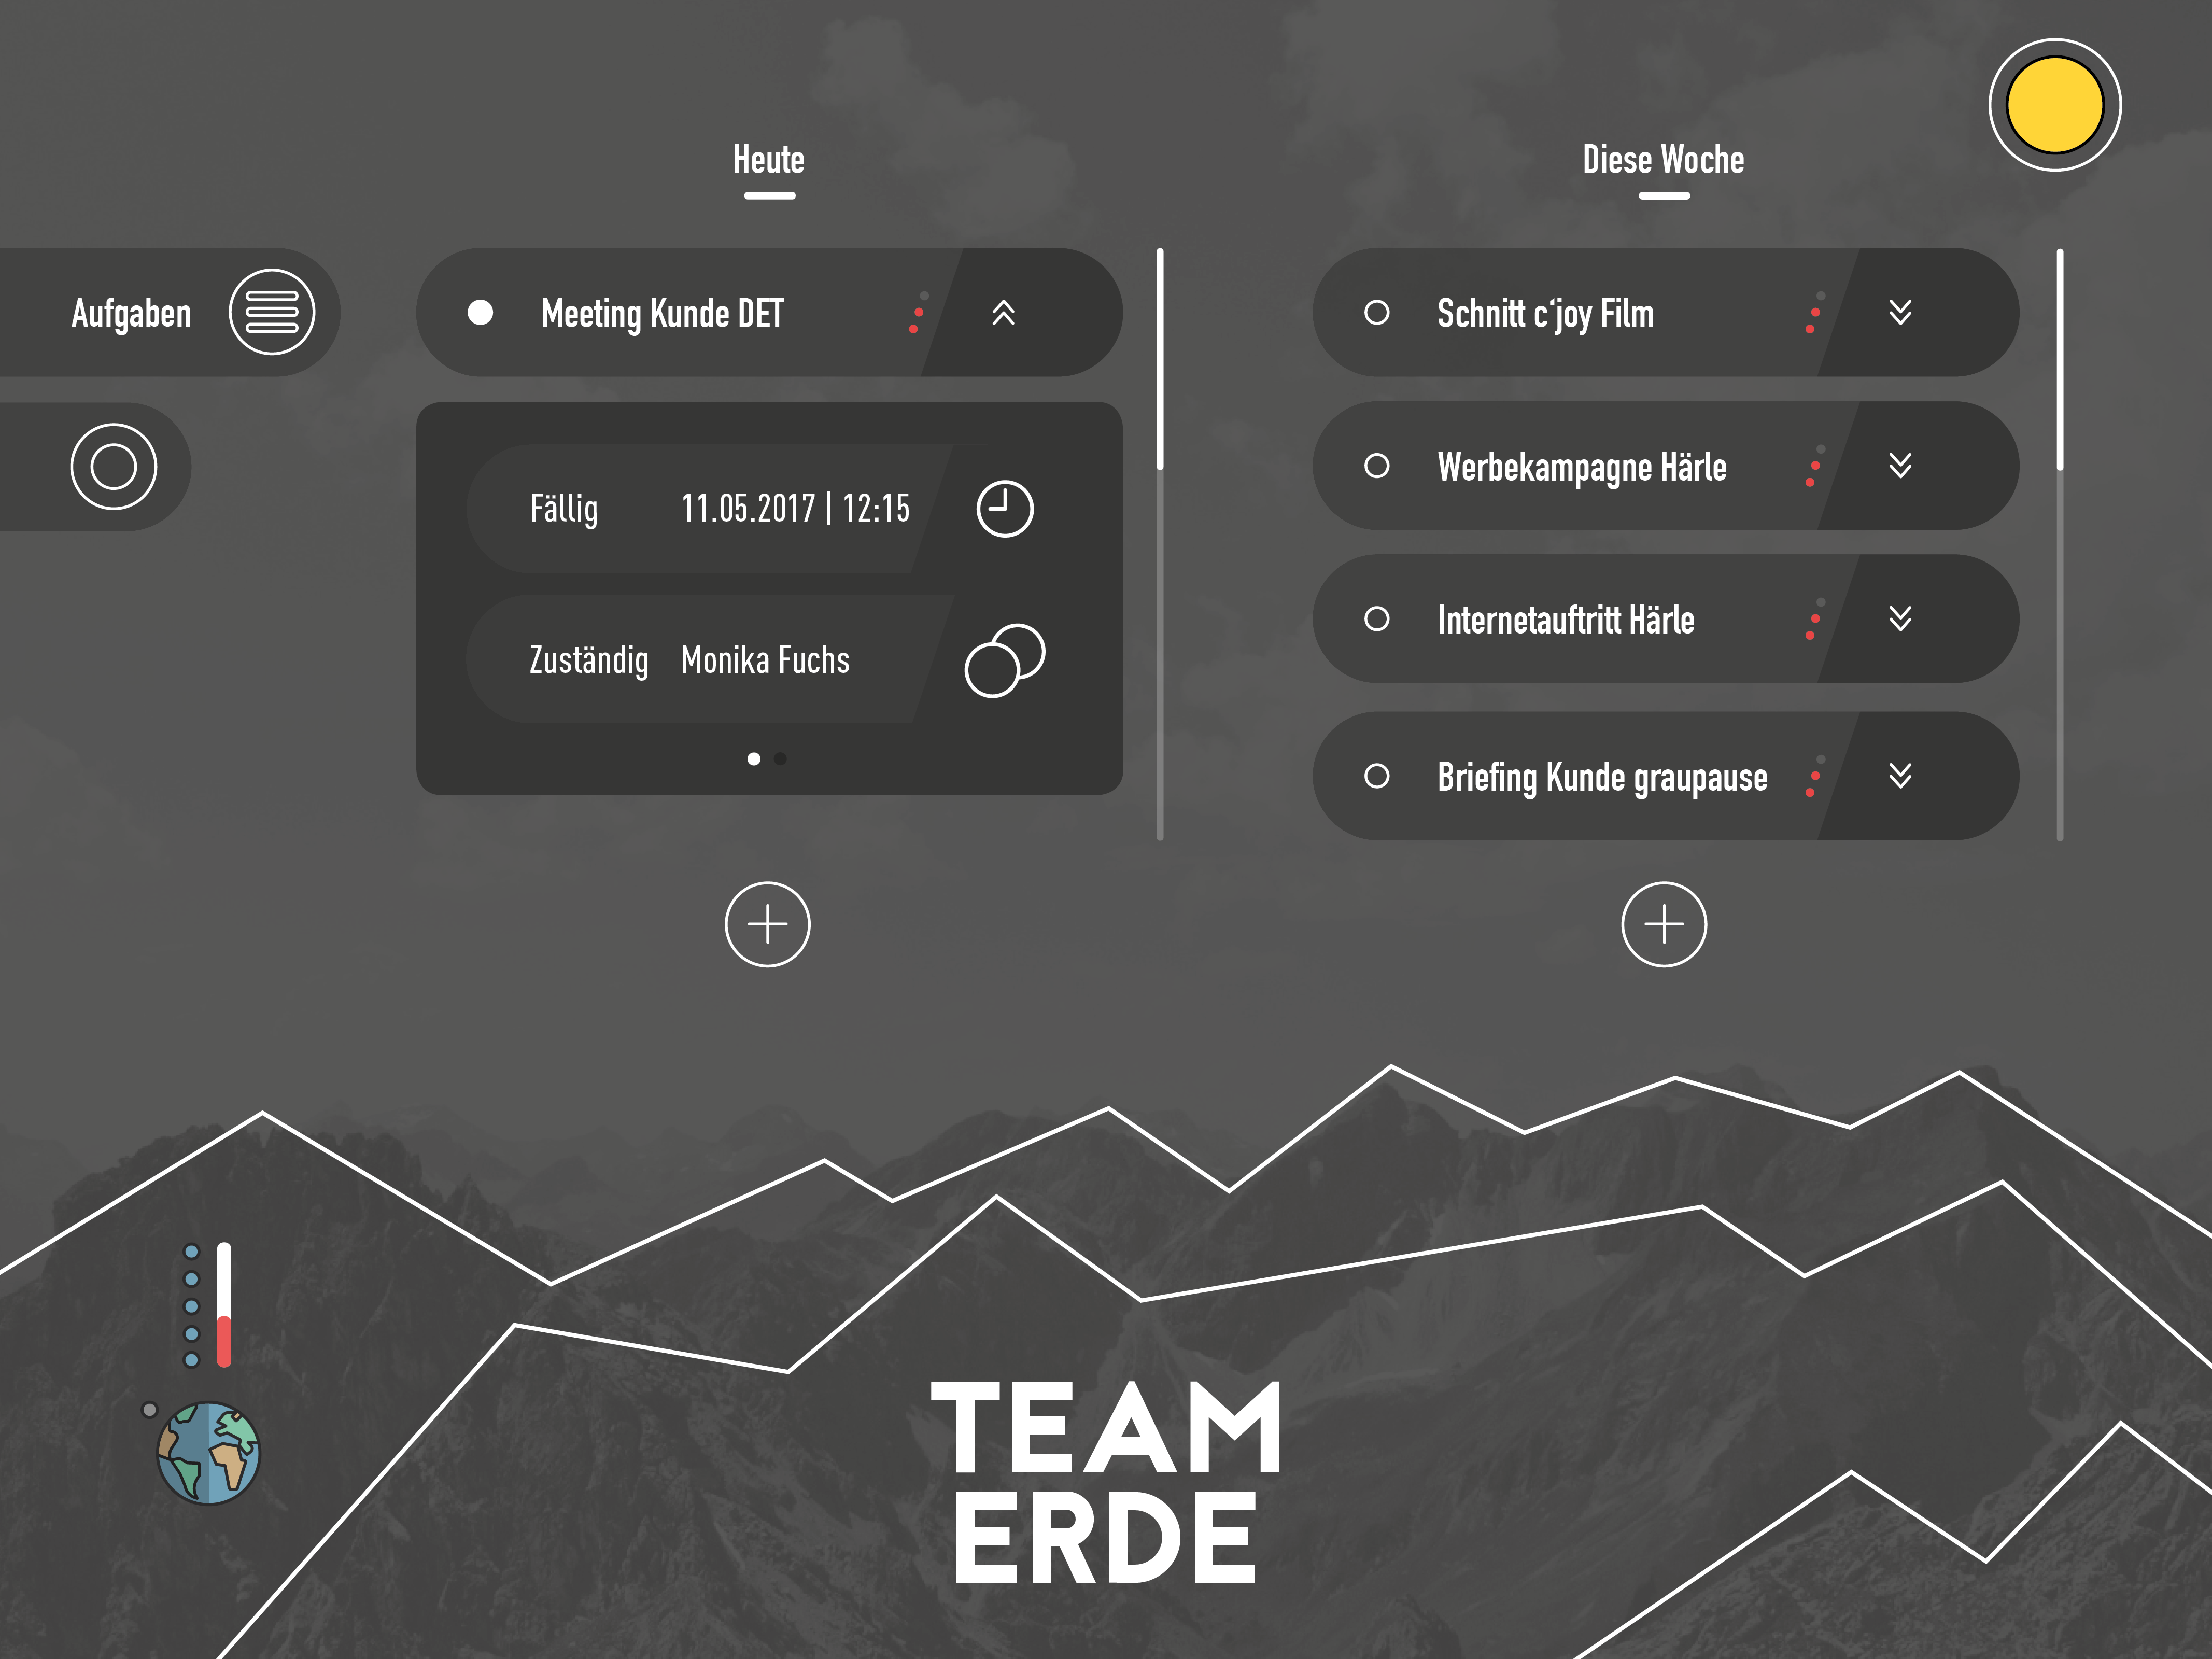 Heute
Diese Woche
Aufgaben
Meeting Kunde DET
Fällig 11.05.2017 | 12:15
Zuständig Monika Fuchs
Schnitt c‘joy Film
Werbekampagne Härle
Internetauftritt Härle
Briefing Kunde graupause
TEAM
ERDE